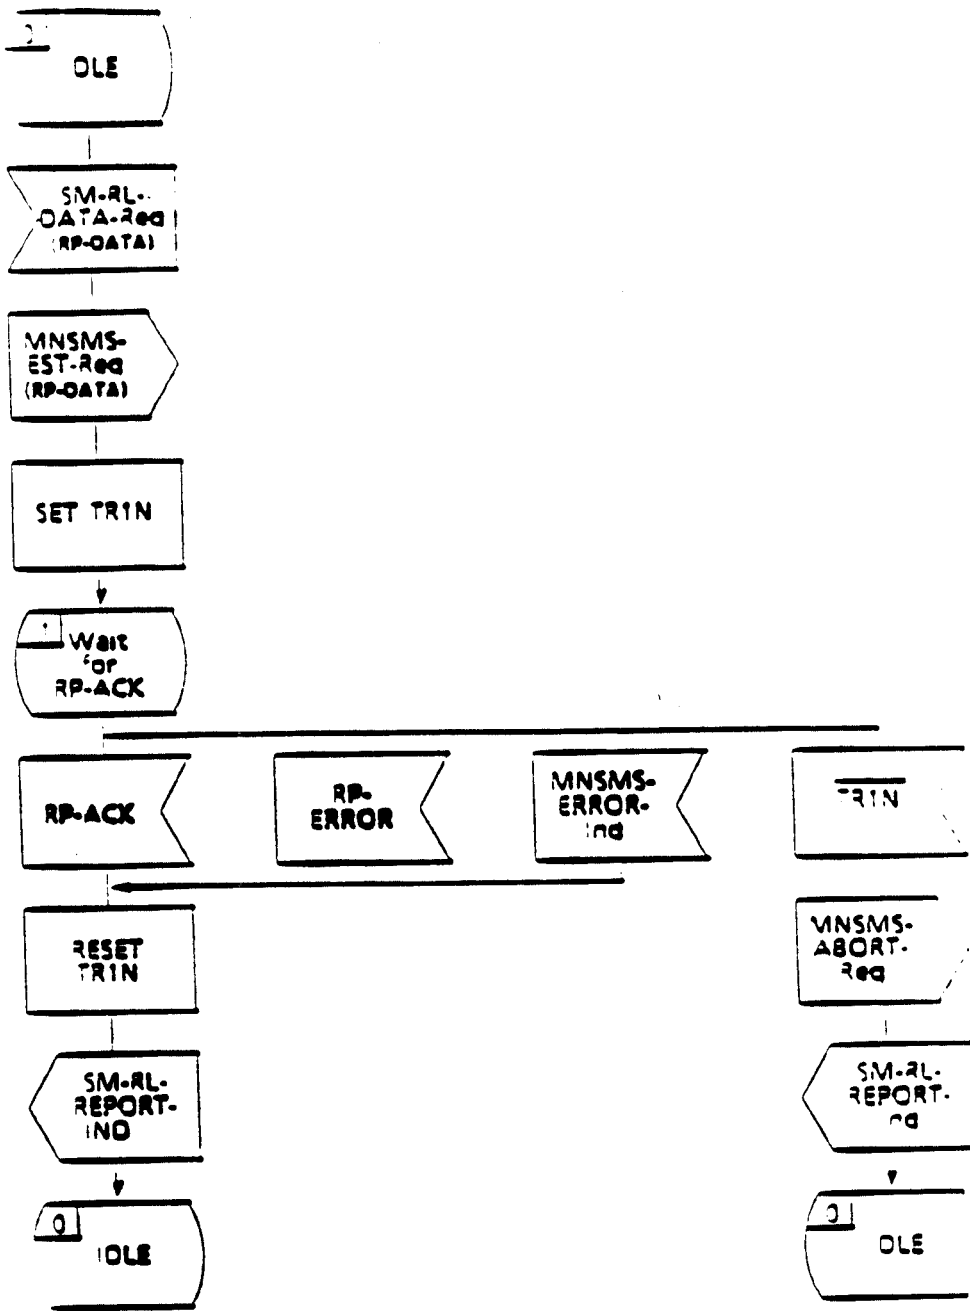 0
IDLE
SM-RL-
DATA-Req
(RP-DATA)
MNSMS-
EST-Req
(RP-DATA)
SET TR1N
1
Wait
for
RP-ACK
RP-ACK
RP-
ERROR
MNSMS-
ERROR-
Ind
TR1N
RESET
TR1N
MNSMS-
ABORT-
Req
SM-RL-
REPORT-
IND
SM-RL-
REPORT-
Ind
0
IDLE
0
IDLE